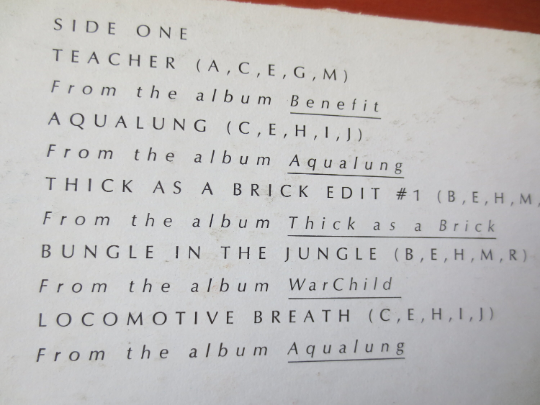 SIDE ONE
TEACHER (A,C,E,G,M)
From the album Benefit
AQUALUNG (C,E,H,I,J)
From the album Aqualung
THICK AS A BRICK EDIT #1 (B,E,H,M,
From the album Thick as a Brick
BUNGLE IN THE JUNGLE (B,E,H,M,R)
From the album WarChild
LOCOMOTIVE BREATH (C,E,H,I,J)
From the album Aqualung